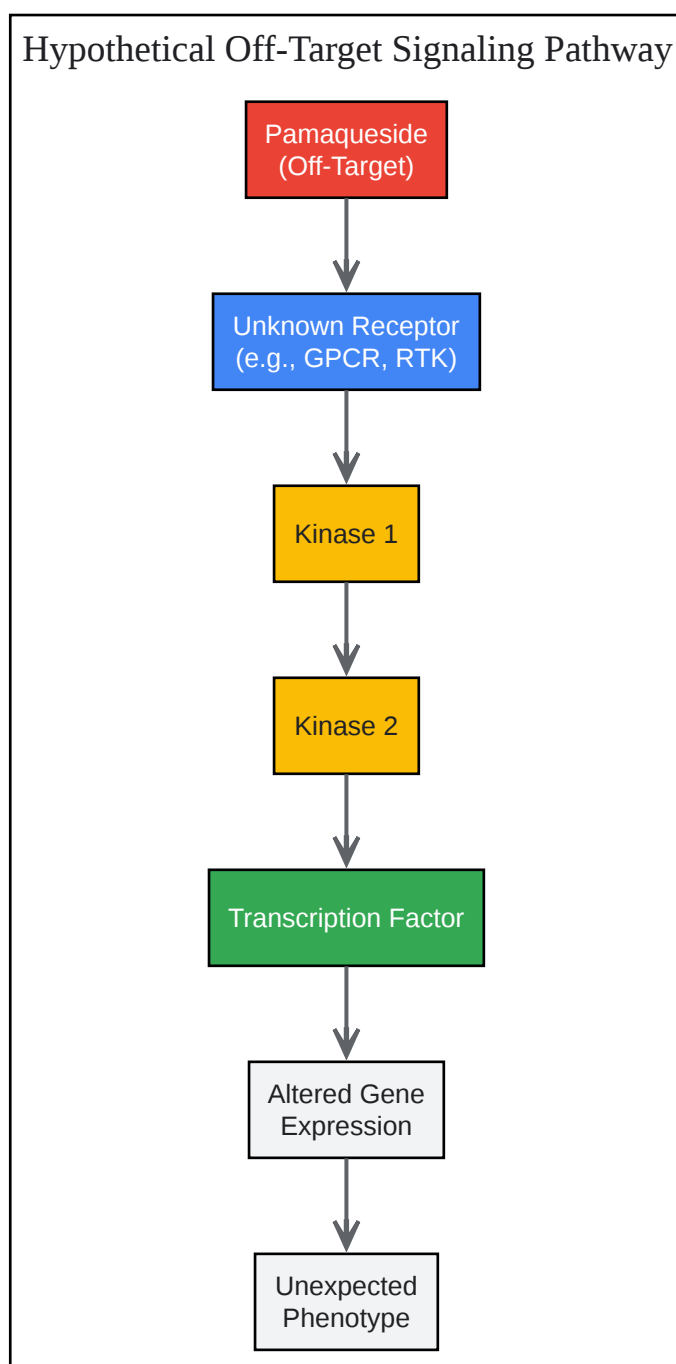 Hypothetical Off-Target Signaling Pathway
Pamaqueside
(Off-Target)
Unknown Receptor
(e.g., GPCR, RTK)
Kinase 1
Kinase 2
Transcription Factor
Altered Gene
Expression
Unexpected
Phenotype